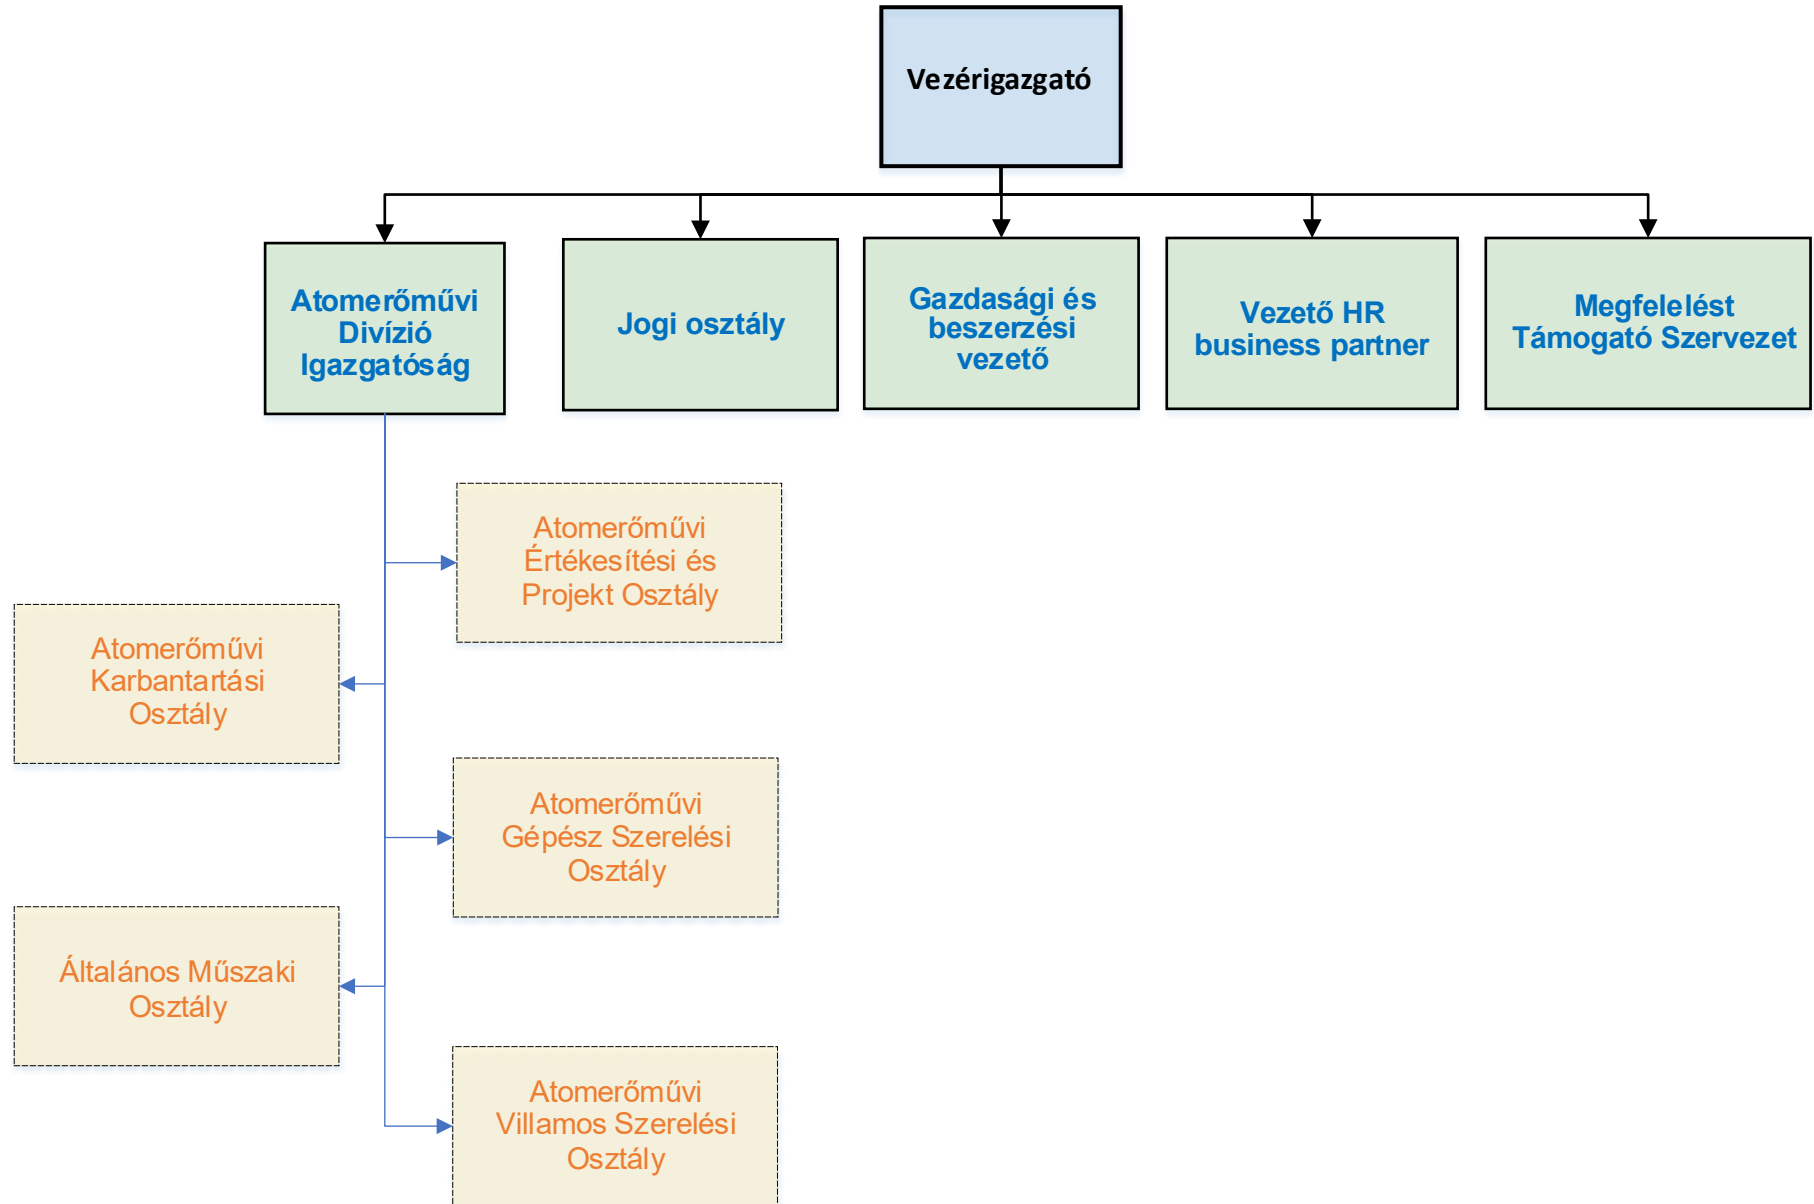 Vezérigazgató
Atomerőművi
Divízió
Igazgatóság
Jogi osztály
Gazdasági és
beszerzési
vezető
Vezető HR
business partner
Megfelelést
Támogató Szervezet
Atomerőművi
Értékesítési és
Projekt Osztály
Atomerőművi
Karbantartási
Osztály
Atomerőművi
Gépész Szerelési
Osztály
Általános Műszaki
Osztály
Atomerőművi
Villamos Szerelési
Osztály